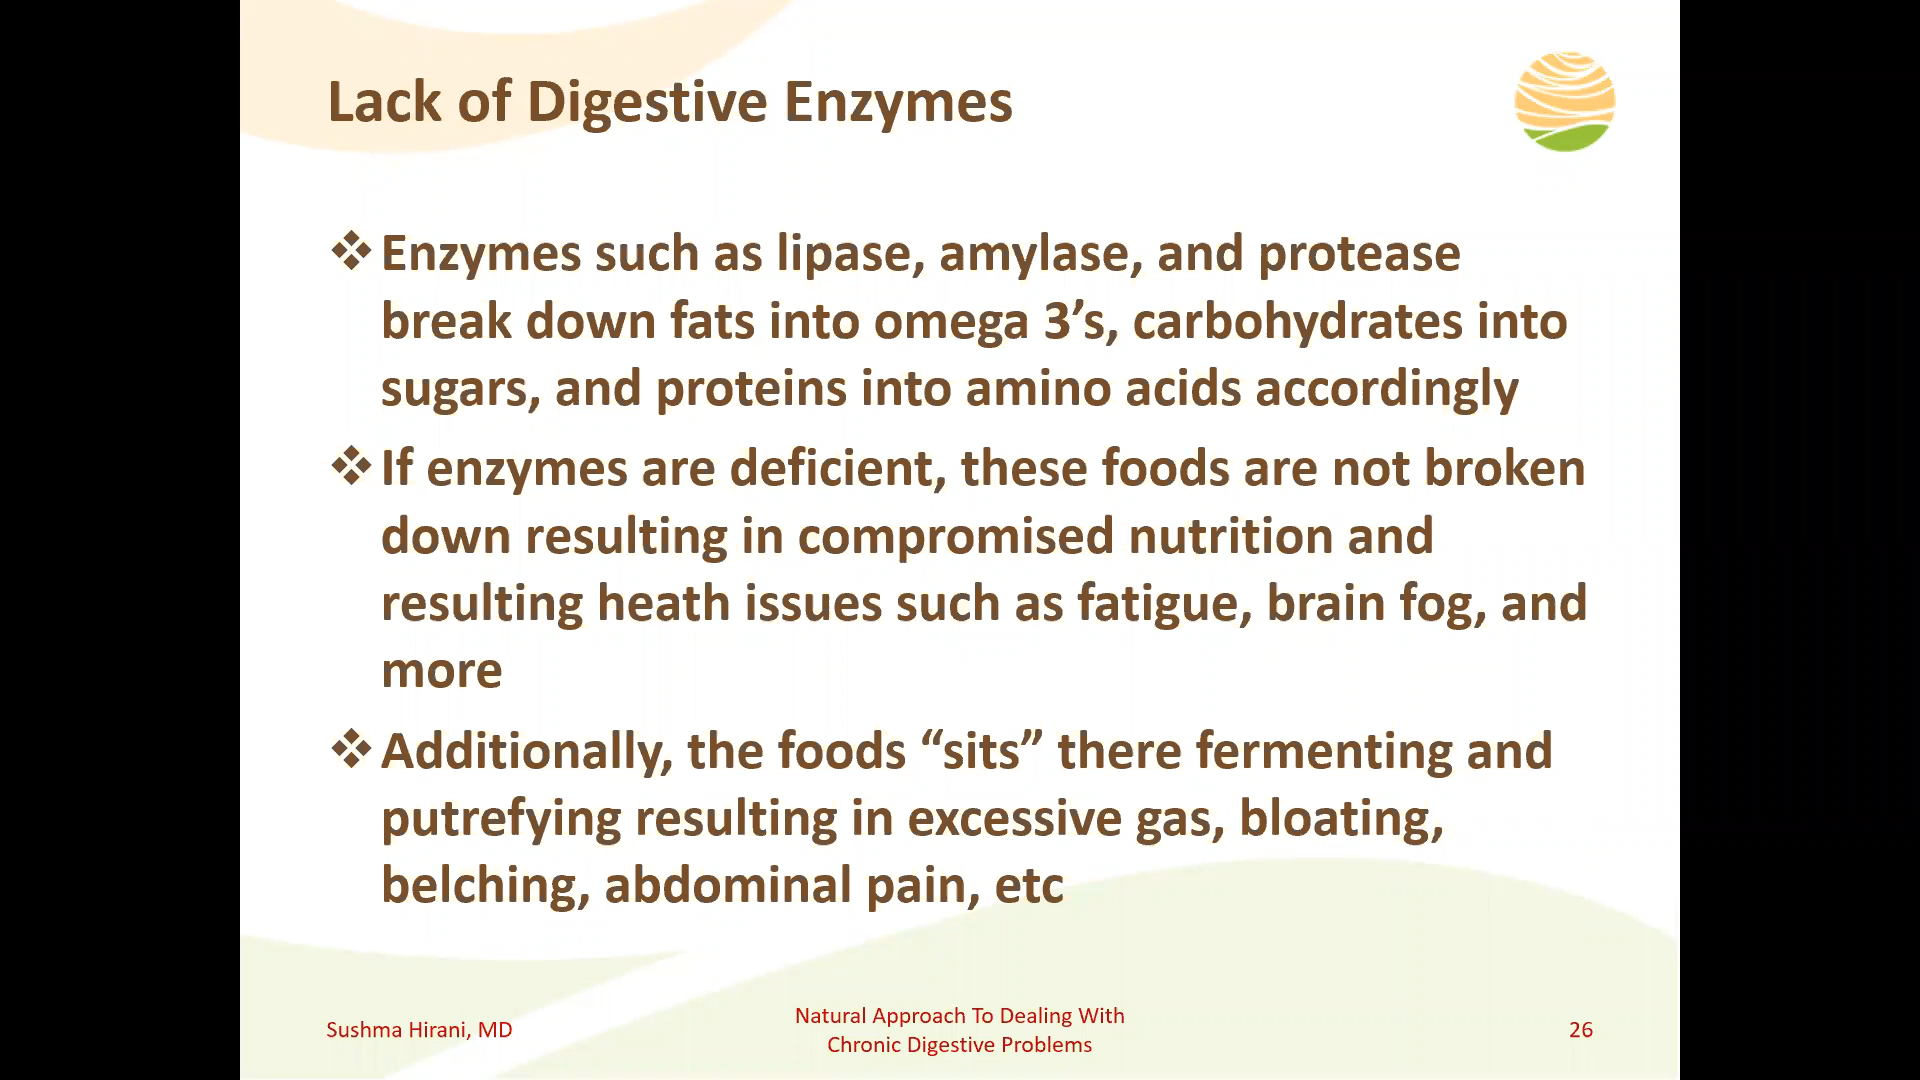 Lack of Digestive Enzymes
❖Enzymes such as lipase, amylase, and protease
break down fats into omega 3’s, carbohydrates into
sugars, and proteins into amino acids accordingly
❖If enzymes are deficient, these foods are not broken
down resulting in compromised nutrition and
resulting heath issues such as fatigue, brain fog, and
more
❖Additionally, the foods “sits” there fermenting and
putrefying resulting in excessive gas, bloating,
belching, abdominal pain, etc
Sushma Hirani, MD
Natural Approach To Dealing With
Chronic Digestive Problems
26